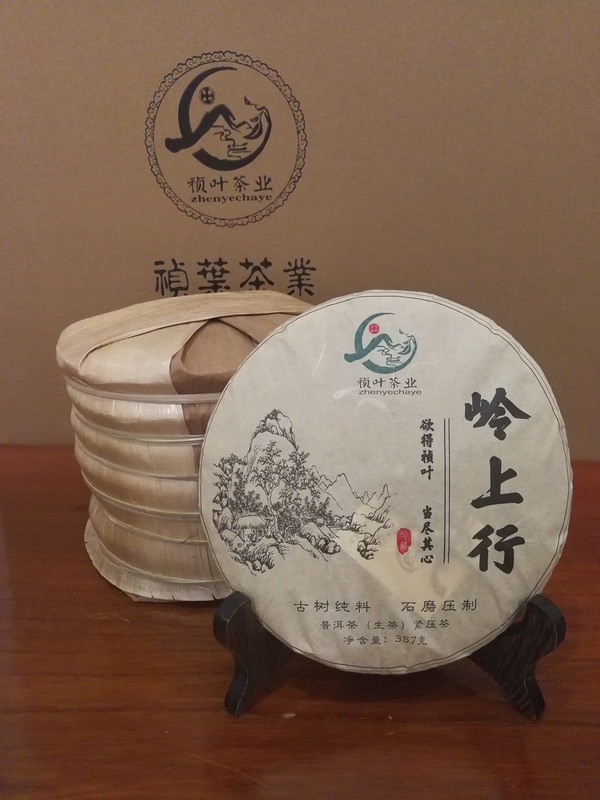 祯叶茶业
zhenyechaye
禎葉茶業
祯叶茶业
zhenyechaye
岭上行
欲得祯叶 当尽其心
古树纯料 石磨压制
普洱茶（生茶）紧压茶
净含量：357克